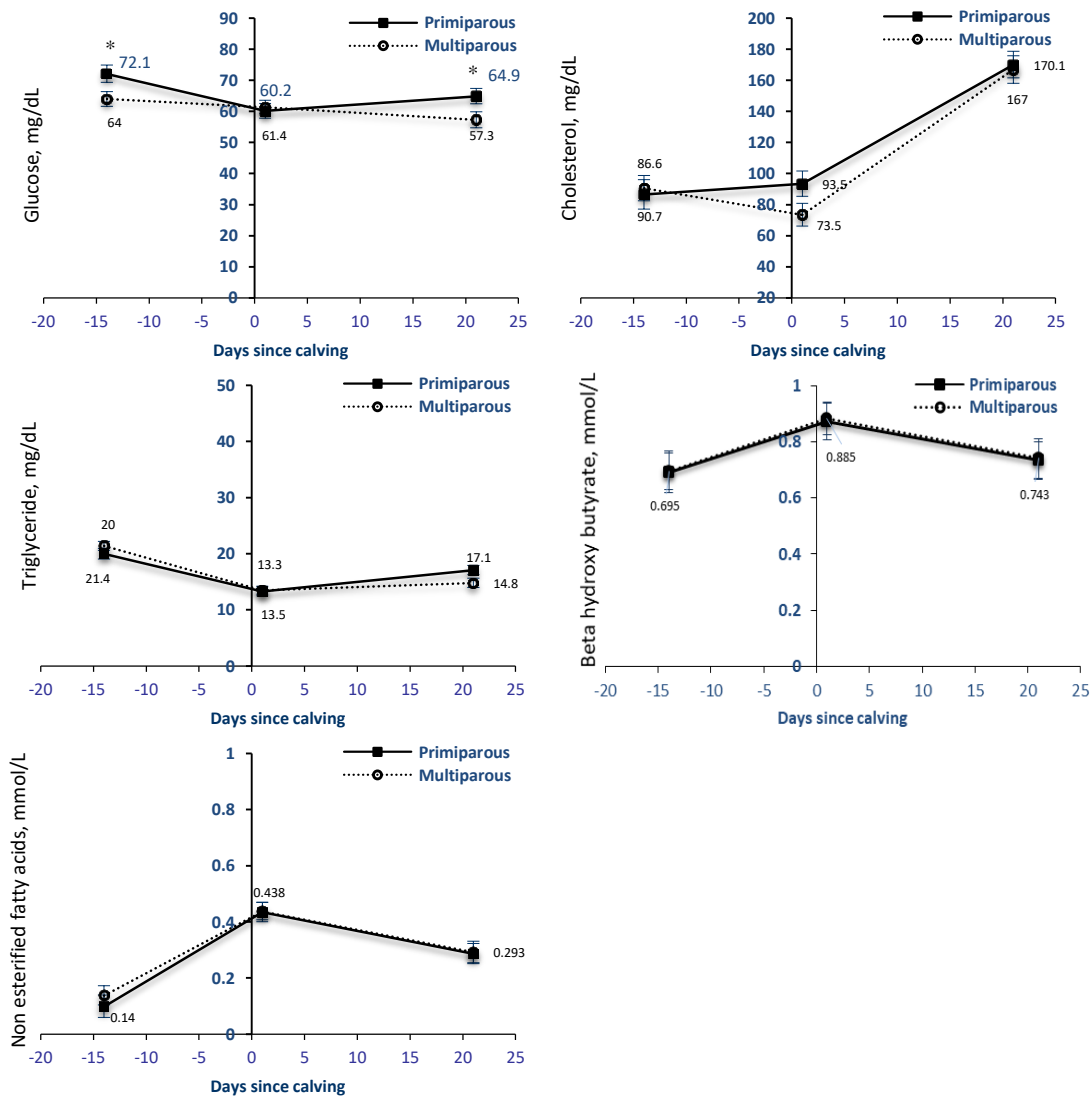 Glucose, mg/dL
90
80
70
60
50
40
30
20
10
0
Primiparous
Multiparous
*
72.1
64
60.2
61.4
* 64.9
57.3
-20 -15 -10 -5 0 5 10 15 20 25
Days since calving
Cholesterol, mg/dL
200
180
160
140
120
100
80
60
40
20
Primiparous
Multiparous
170.1
167
86.6
90.7
93.5
73.5
-20 -15 -10 -5 0 5 10 15 20 25
Days since calving
Triglyceride, mg/dL
50
40
30
20
10
0
Primiparous
Multiparous
20
21.4
13.3
13.5
17.1
14.8
-20 -15 -10 -5 0 5 10 15 20 25
Days since calving
Beta hydroxy butyrate, mmol/L
1
0.8
0.6
0.4
0.2
0
Primiparous
Multiparous
0.695
0.885
0.743
-20 -15 -10 -5 0 5 10 15 20 25
Days since calving
Non esterified fatty acids, mmol/L
1
0.8
0.6
0.4
0.2
0
Primiparous
Multiparous
0.438
0.293
0.14
-20 -15 -10 -5 0 5 10 15 20 25
Days since calving